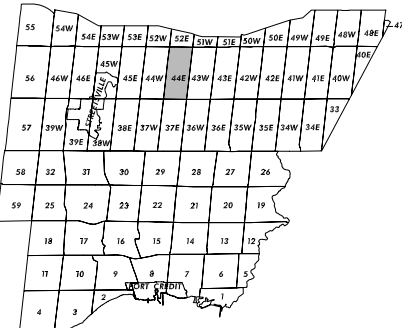 55 54W 54E 53W 53E 52W 52E 51W 51E 50W 50E 49W 49E 48W 48E 47
56 46W 46E 45W 45E 44W 44E 43W 43E 42W 42E 41W 41E 40W 40E
STREETSVILLE
57 39W 39E 38W 38E 37W 37E 36W 36E 35W 35E 34W 34E 33
58 32 31 30 29 28 27 26
59 25 24 23 22 21 20 19
18 17 16 15 14 13 12
11 10 9 8 7 6 5
PORT CREDIT
4 3 2 1